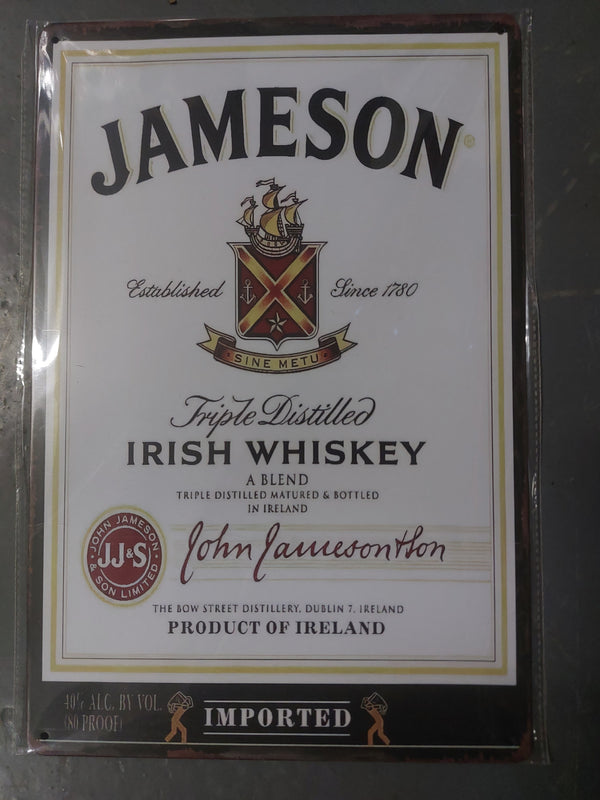 JAMESON®
Established Since 1780
SINE METU
Triple Distilled
IRISH WHISKEY
A BLEND
TRIPLE DISTILLED MATURED & BOTTLED
IN IRELAND
JOHN JAMESON
JJ&S
& SON LIMITED
John Jameson & Son
THE BOW STREET DISTILLERY, DUBLIN 7, IRELAND
PRODUCT OF IRELAND
40% ALC. BY VOL.
(80 PROOF)
IMPORTED